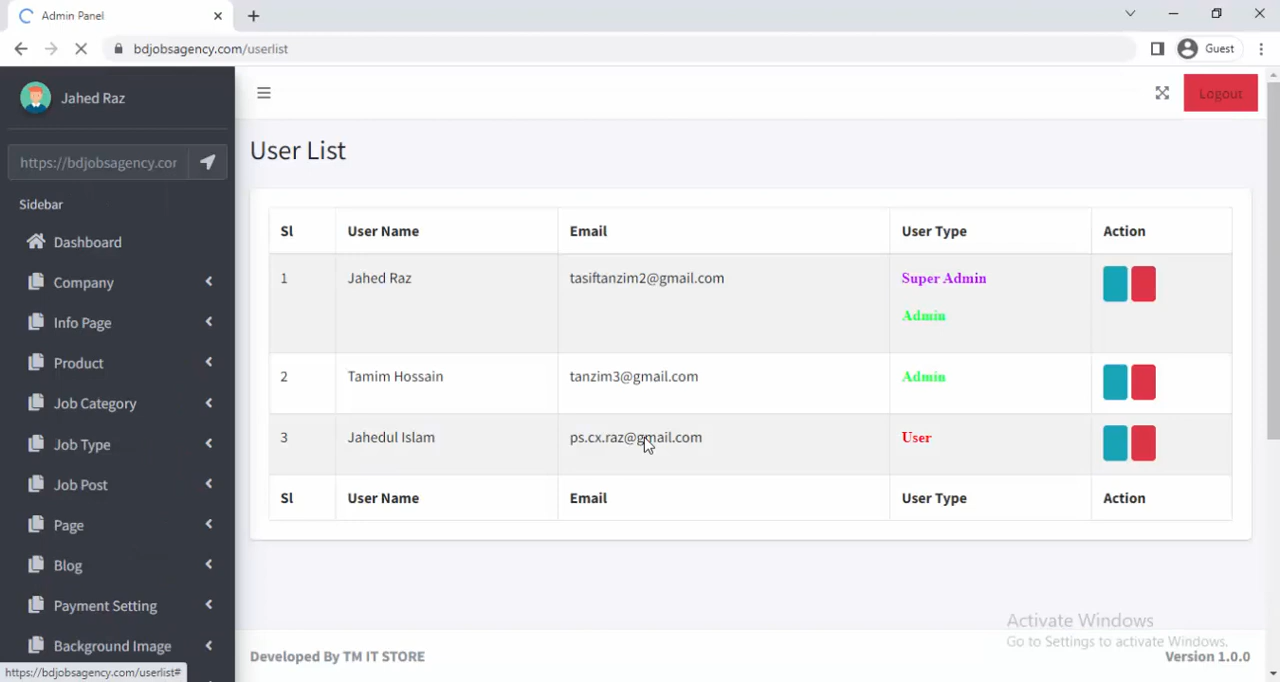 Admin Panel
bdjobsagency.com/userlist
Guest
Jahed Raz
Logout
https://bdjobsagency.cor
User List
Sidebar
Sl User Name Email User Type Action
Dashboard
1 Jahed Raz tasiftanzim2@gmail.com Super Admin
Admin
Company
Info Page
Product
2 Tamim Hossain tanzim3@gmail.com Admin
Job Category
Job Type
3 Jahedul Islam ps.cx.raz@gmail.com User
Job Post
Sl User Name Email User Type Action
Page
Blog
Payment Setting
Background Image
Activate Windows
Go to Settings to activate Windows.
Developed By TM IT STORE
Version 1.0.0
https://bdjobsagency.com/userlist#